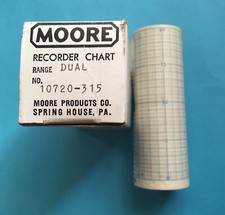 MOORE
RECORDER CHART
RANGE DUAL
NO. 10720-315
MOORE PRODUCTS CO.
SPRING HOUSE, PA.